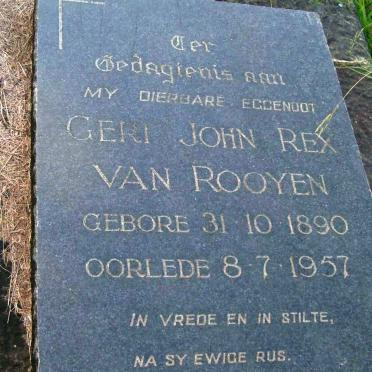 Ter
Gedagtenis aan
MY DIERBARE EGGENOOT
GERT JOHN REX
VAN ROOYEN
GEBORE 31·10·1890
OORLEDE 8·7·1957
IN VREDE EN IN STILTE,
NA SY EWIGE RUS.